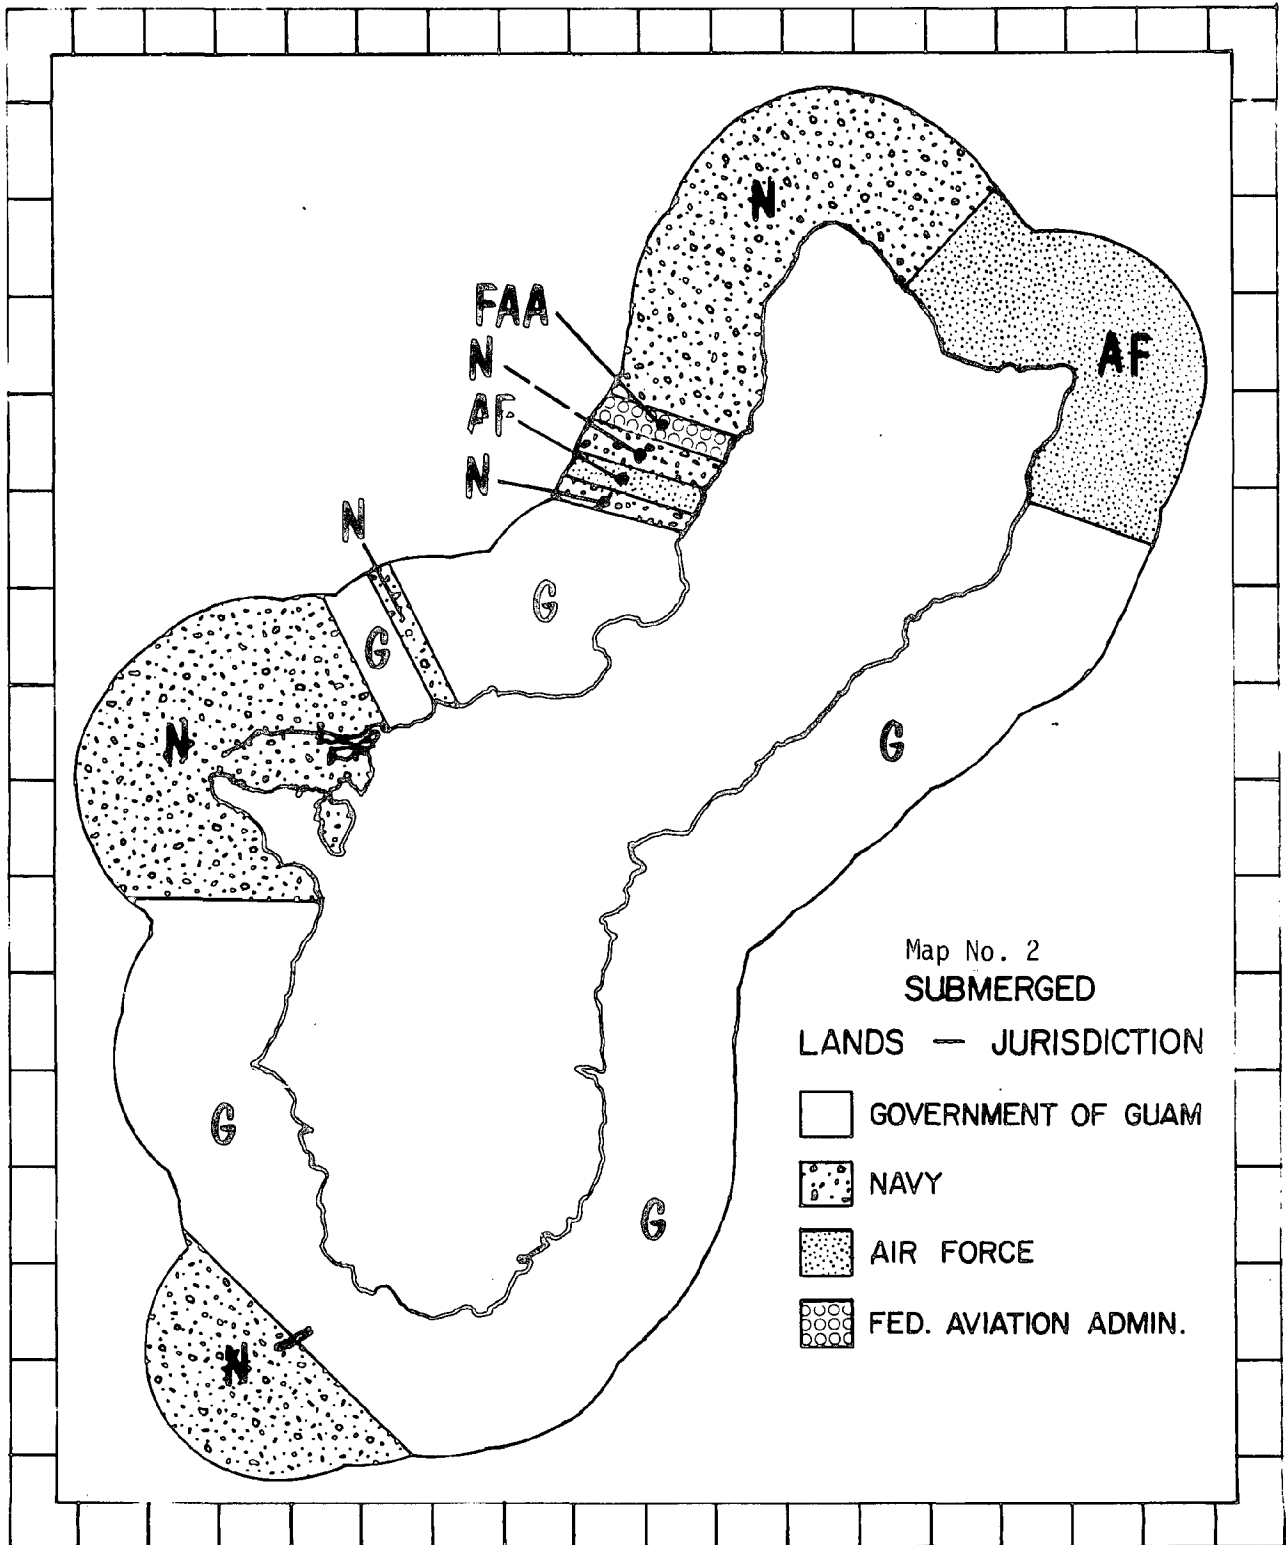 N
FAA
N
AF
AF
N
N
G
G
N
G
Map No. 2
SUBMERGED
LANDS — JURISDICTION
GOVERNMENT OF GUAM
G
NAVY
G
AIR FORCE
FED. AVIATION ADMIN.
N